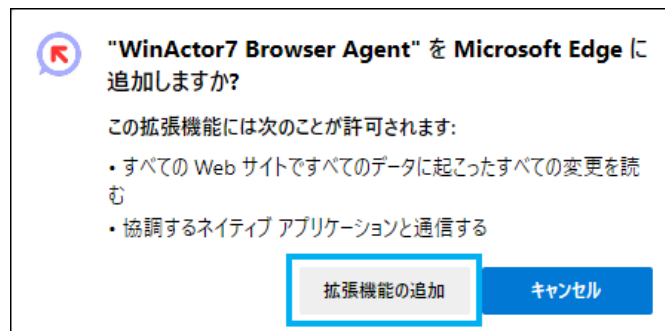 "WinActor7 Browser Agent" を Microsoft Edge に
追加しますか?
この拡張機能には次のことが許可されます:
• すべての Web サイトですべてのデータに起こったすべての変更を読
む
• 協調するネイティブ アプリケーションと通信する
拡張機能の追加 キャンセル